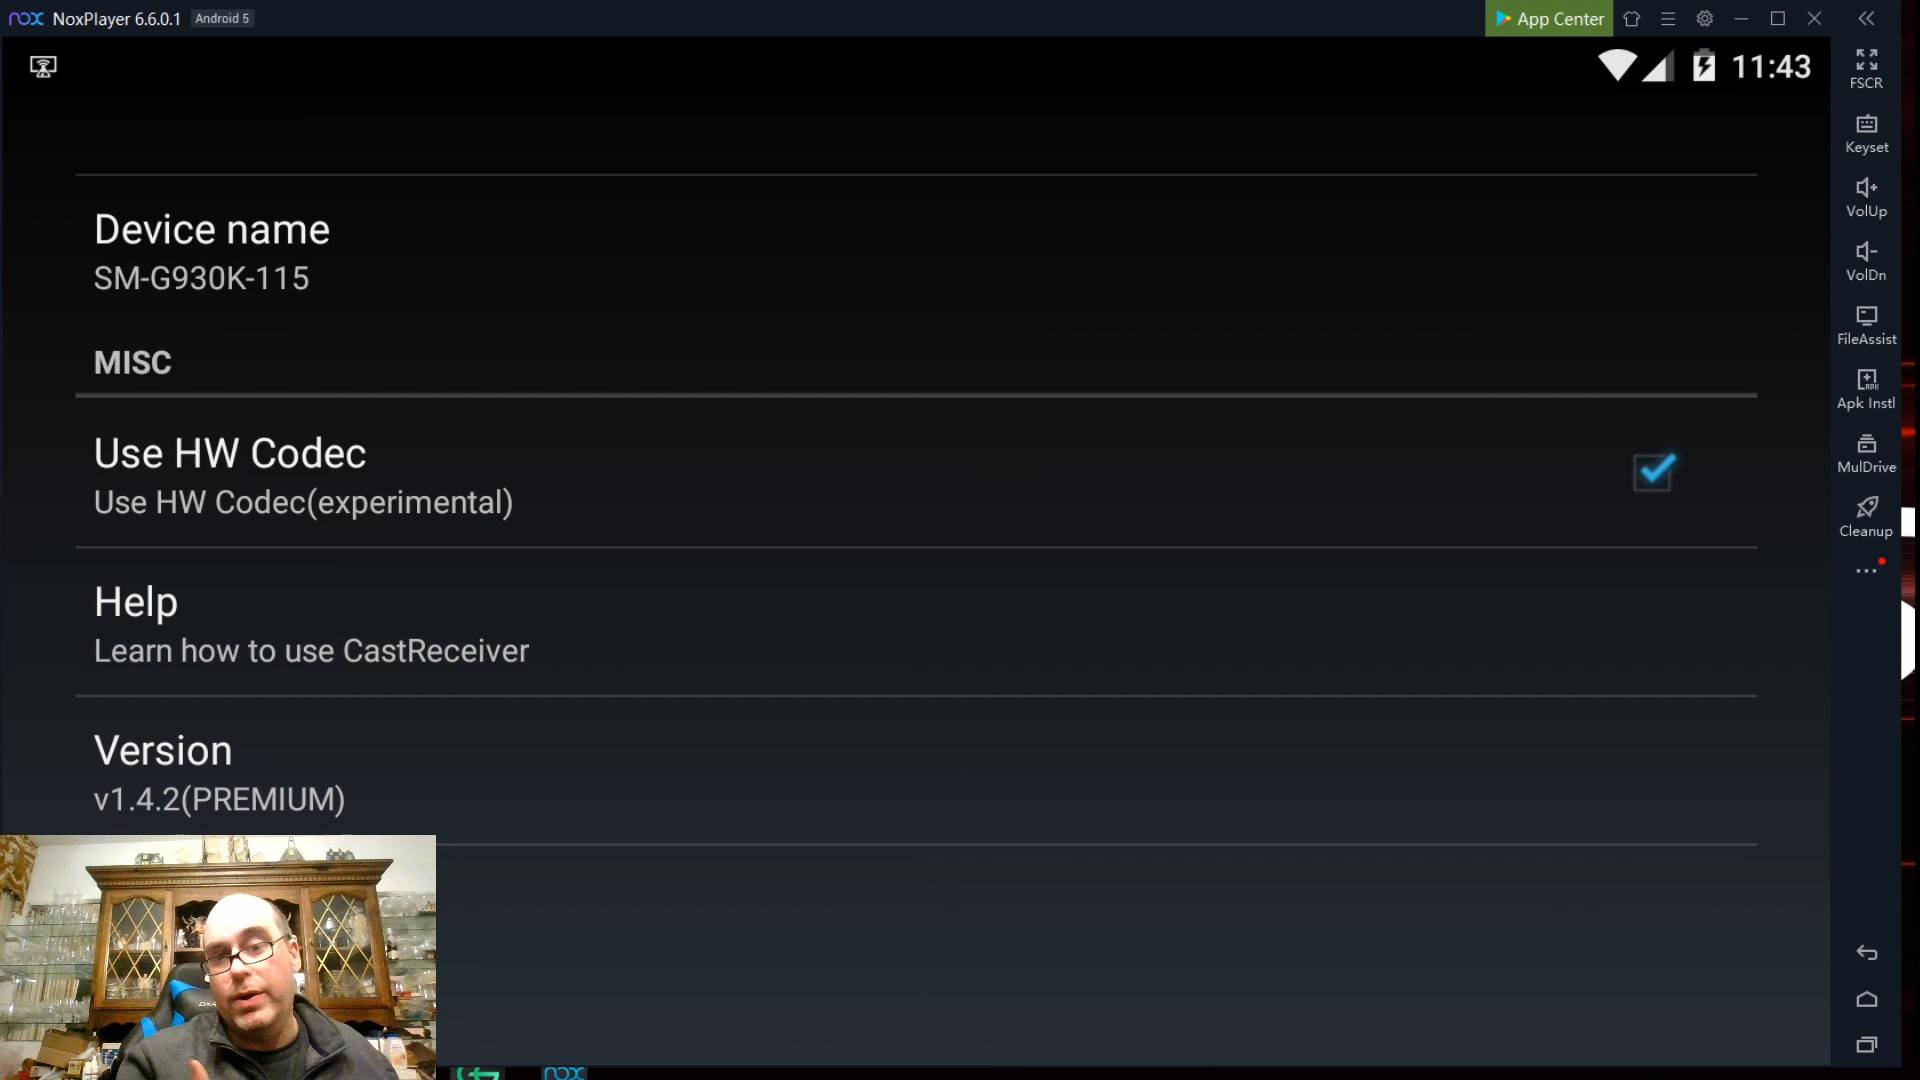 nox NoxPlayer 6.6.0.1 Android 5
App Center
11:43
FSCR
Keyset
VolUp
VolDn
FileAssist
Apk Instl
MulDrive
Cleanup
Device name
SM-G930K-115
MISC
Use HW Codec
Use HW Codec(experimental)
Help
Learn how to use CastReceiver
Version
v1.4.2(PREMIUM)
nox